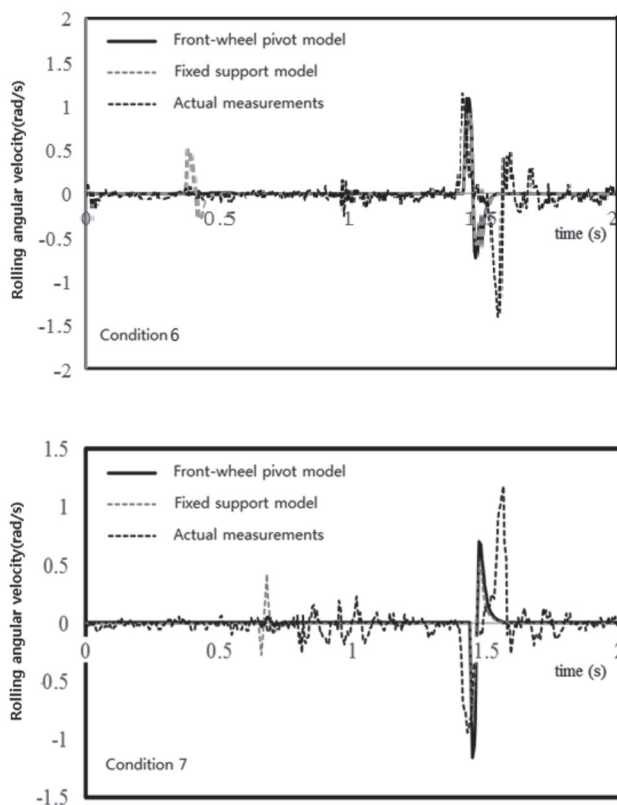 2
1.5
1
0.5
0
-0.5
-1
-1.5
-2
Rolling angular velocity(rad/s)
Front-wheel pivot model
Fixed support model
Actual measurements
0 0.5 1 1.5 2
time (s)
Condition 6
1.5
1
0.5
0
-0.5
-1
-1.5
Rolling angular velocity(rad/s)
Front-wheel pivot model
Fixed support model
Actual measurements
0 0.5 1 1.5 2
time (s)
Condition 7